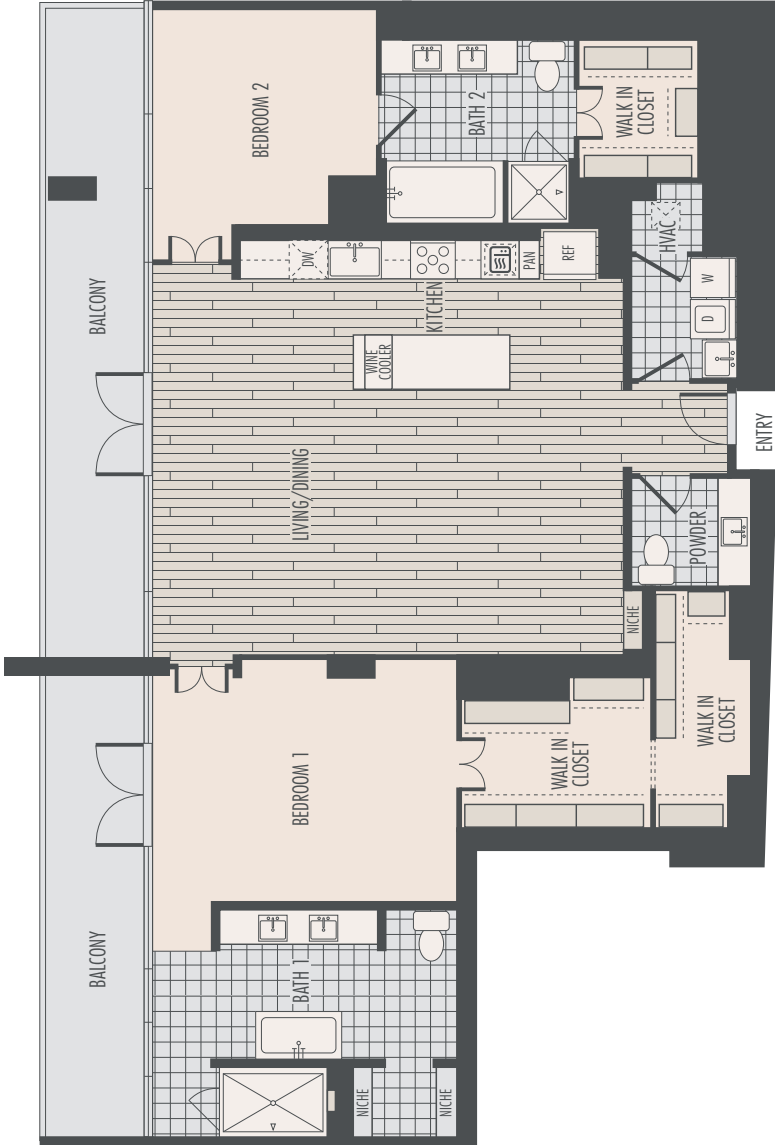 BEDROOM 2
BATH 2
WALK IN
CLOSET
HVAC
DW
PAN
REF
W
D
BALCONY
KITCHEN
WINE
COOLER
ENTRY
LIVING/DINING
POWDER
NICHE
BEDROOM 1
WALK IN
CLOSET
WALK IN
CLOSET
BALCONY
BATH 1
NICHE
NICHE